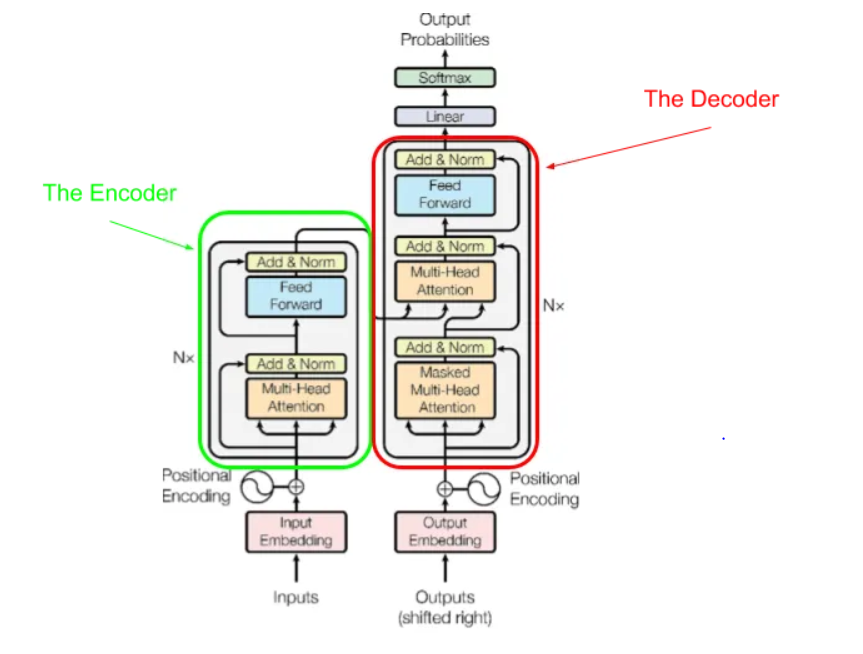 Output
Probabilities
Softmax
Linear
The Decoder
Add & Norm
Feed
Forward
The Encoder
Add & Norm
Multi-Head
Attention
Add & Norm
Feed
Forward
Nx
Add & Norm
Masked
Multi-Head
Attention
Nx
Add & Norm
Multi-Head
Attention
Positional
Encoding
Positional
Encoding
Input
Embedding
Output
Embedding
Inputs
Outputs
(shifted right)